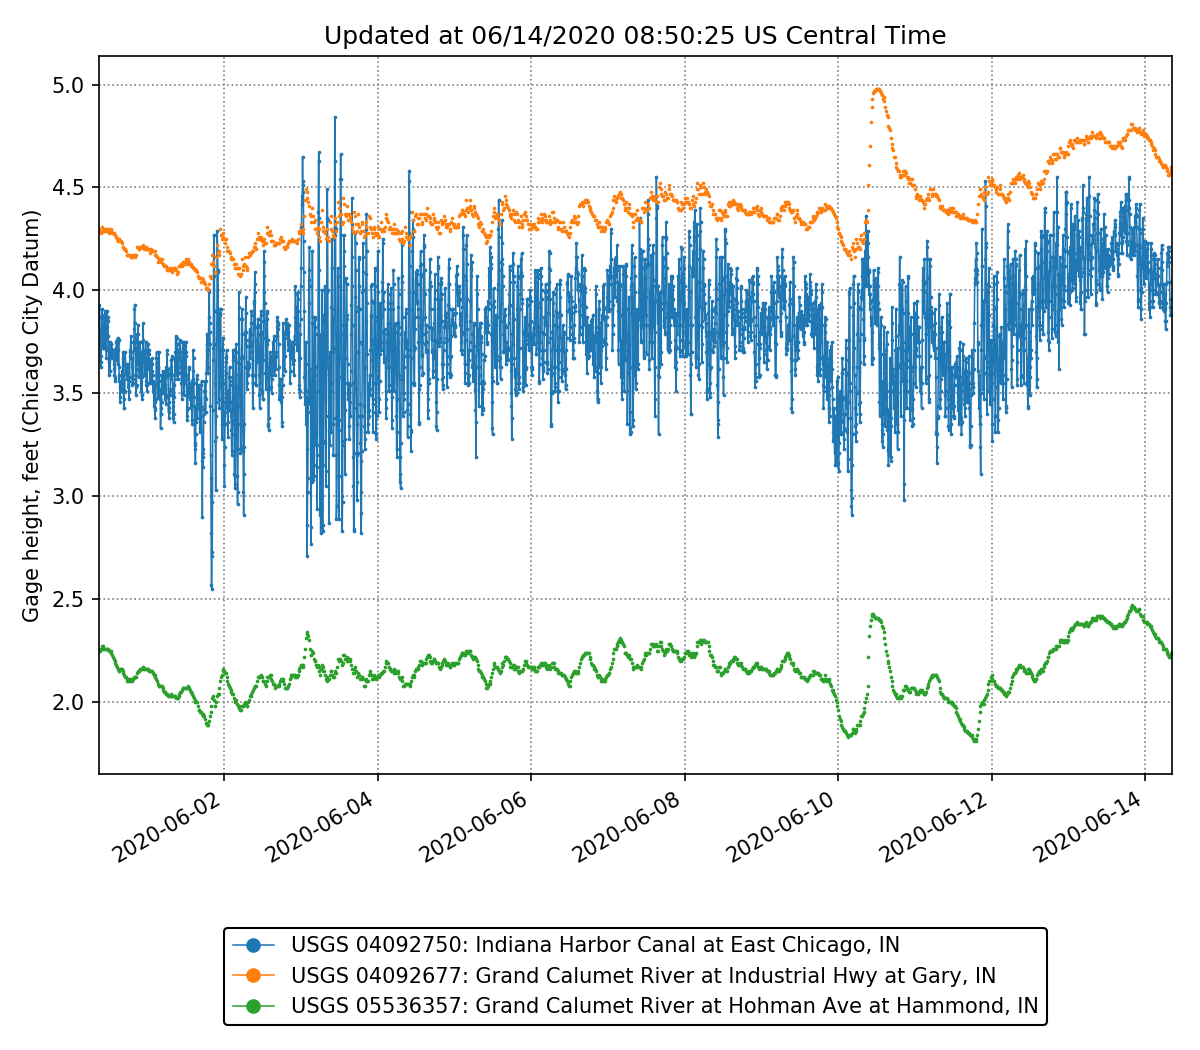 Updated at 06/14/2020 08:50:25 US Central Time
Gage height, feet (Chicago City Datum)
5.0
4.5
4.0
3.5
3.0
2.5
2.0
2020-06-02
2020-06-04
2020-06-06
2020-06-08
2020-06-10
2020-06-12
2020-06-14
USGS 04092750: Indiana Harbor Canal at East Chicago, IN
USGS 04092677: Grand Calumet River at Industrial Hwy at Gary, IN
USGS 05536357: Grand Calumet River at Hohman Ave at Hammond, IN